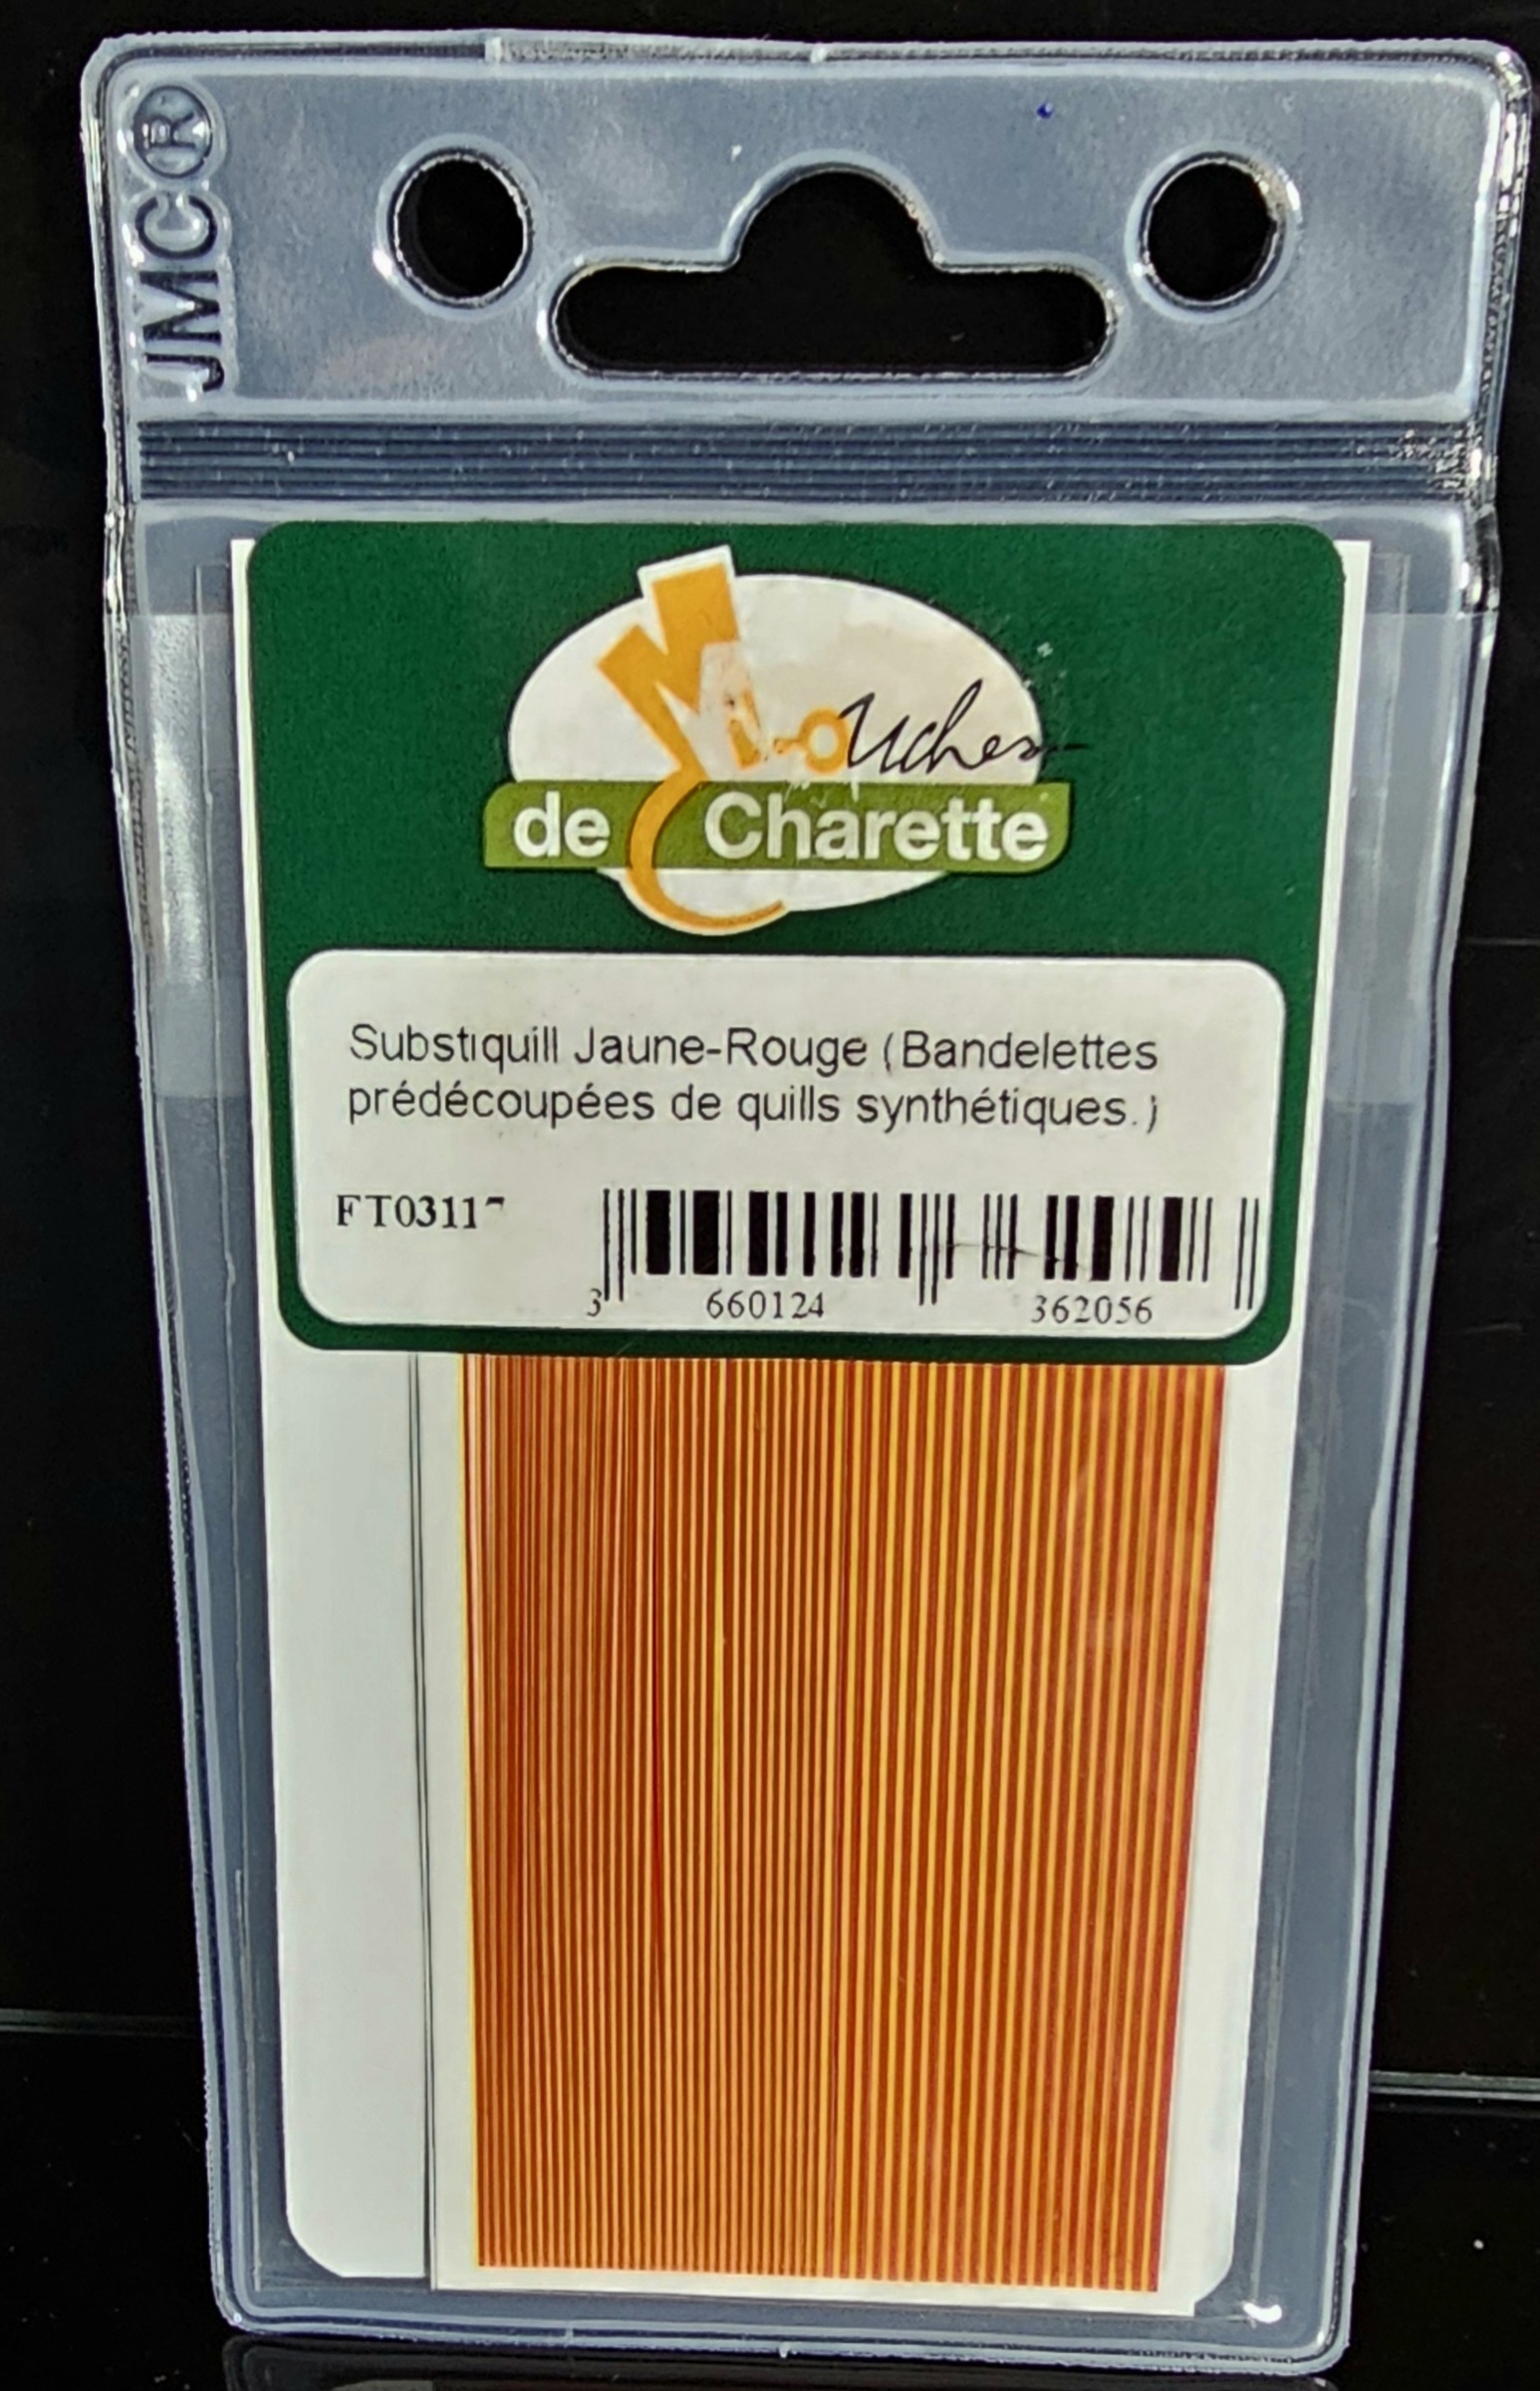 JMC®
Mouches
de Charette
Substiquill Jaune-Rouge (Bandelettes
prédécoupées de quills synthétiques.)
FT03117
3 660124 362056